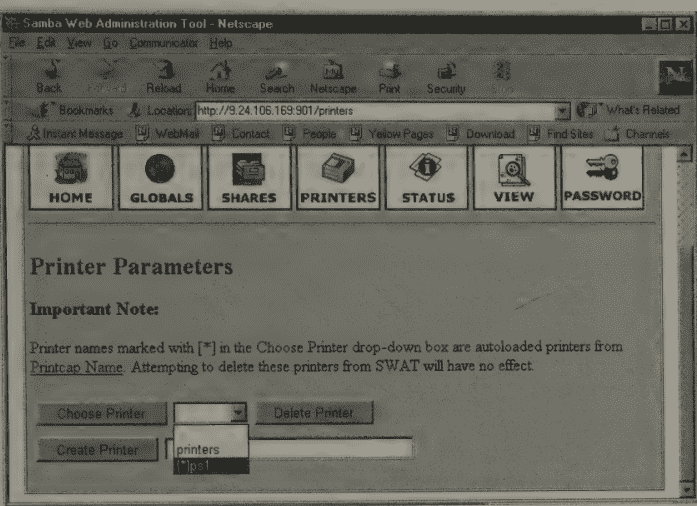 Samba Web Administration Tool - Netscape
File Edit View Go Communicator Help
Back Forward Reload Home Search Netscape Print Security Stop
Bookmarks Location: http://9.24.106.169:901/printers What's Related
Instant Message WebMail Contact People Yellow Pages Download Find Sites Channels
HOME GLOBALS SHARES PRINTERS STATUS VIEW PASSWORD
Printer Parameters
Important Note:
Printer names marked with [*] in the Choose Printer drop-down box are autoloaded printers from
Printcap Name. Attempting to delete these printers from SWAT will have no effect.
Choose Printer Delete Printer
Create Printer
printers
[*]ps1